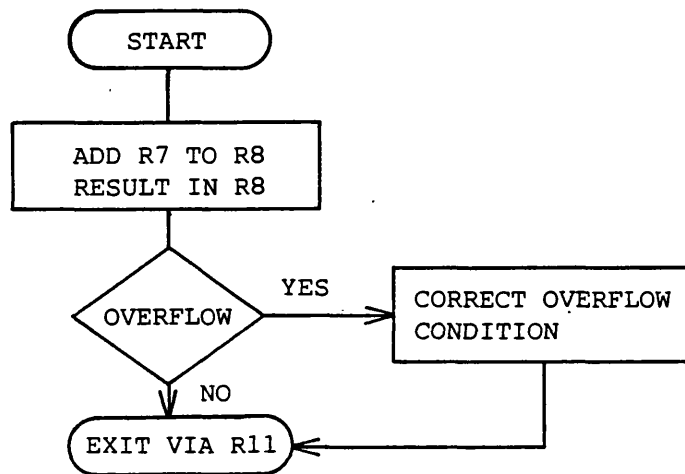 START
ADD R7 TO R8
RESULT IN R8
OVERFLOW
YES
CORRECT OVERFLOW
CONDITION
NO
EXIT VIA R11